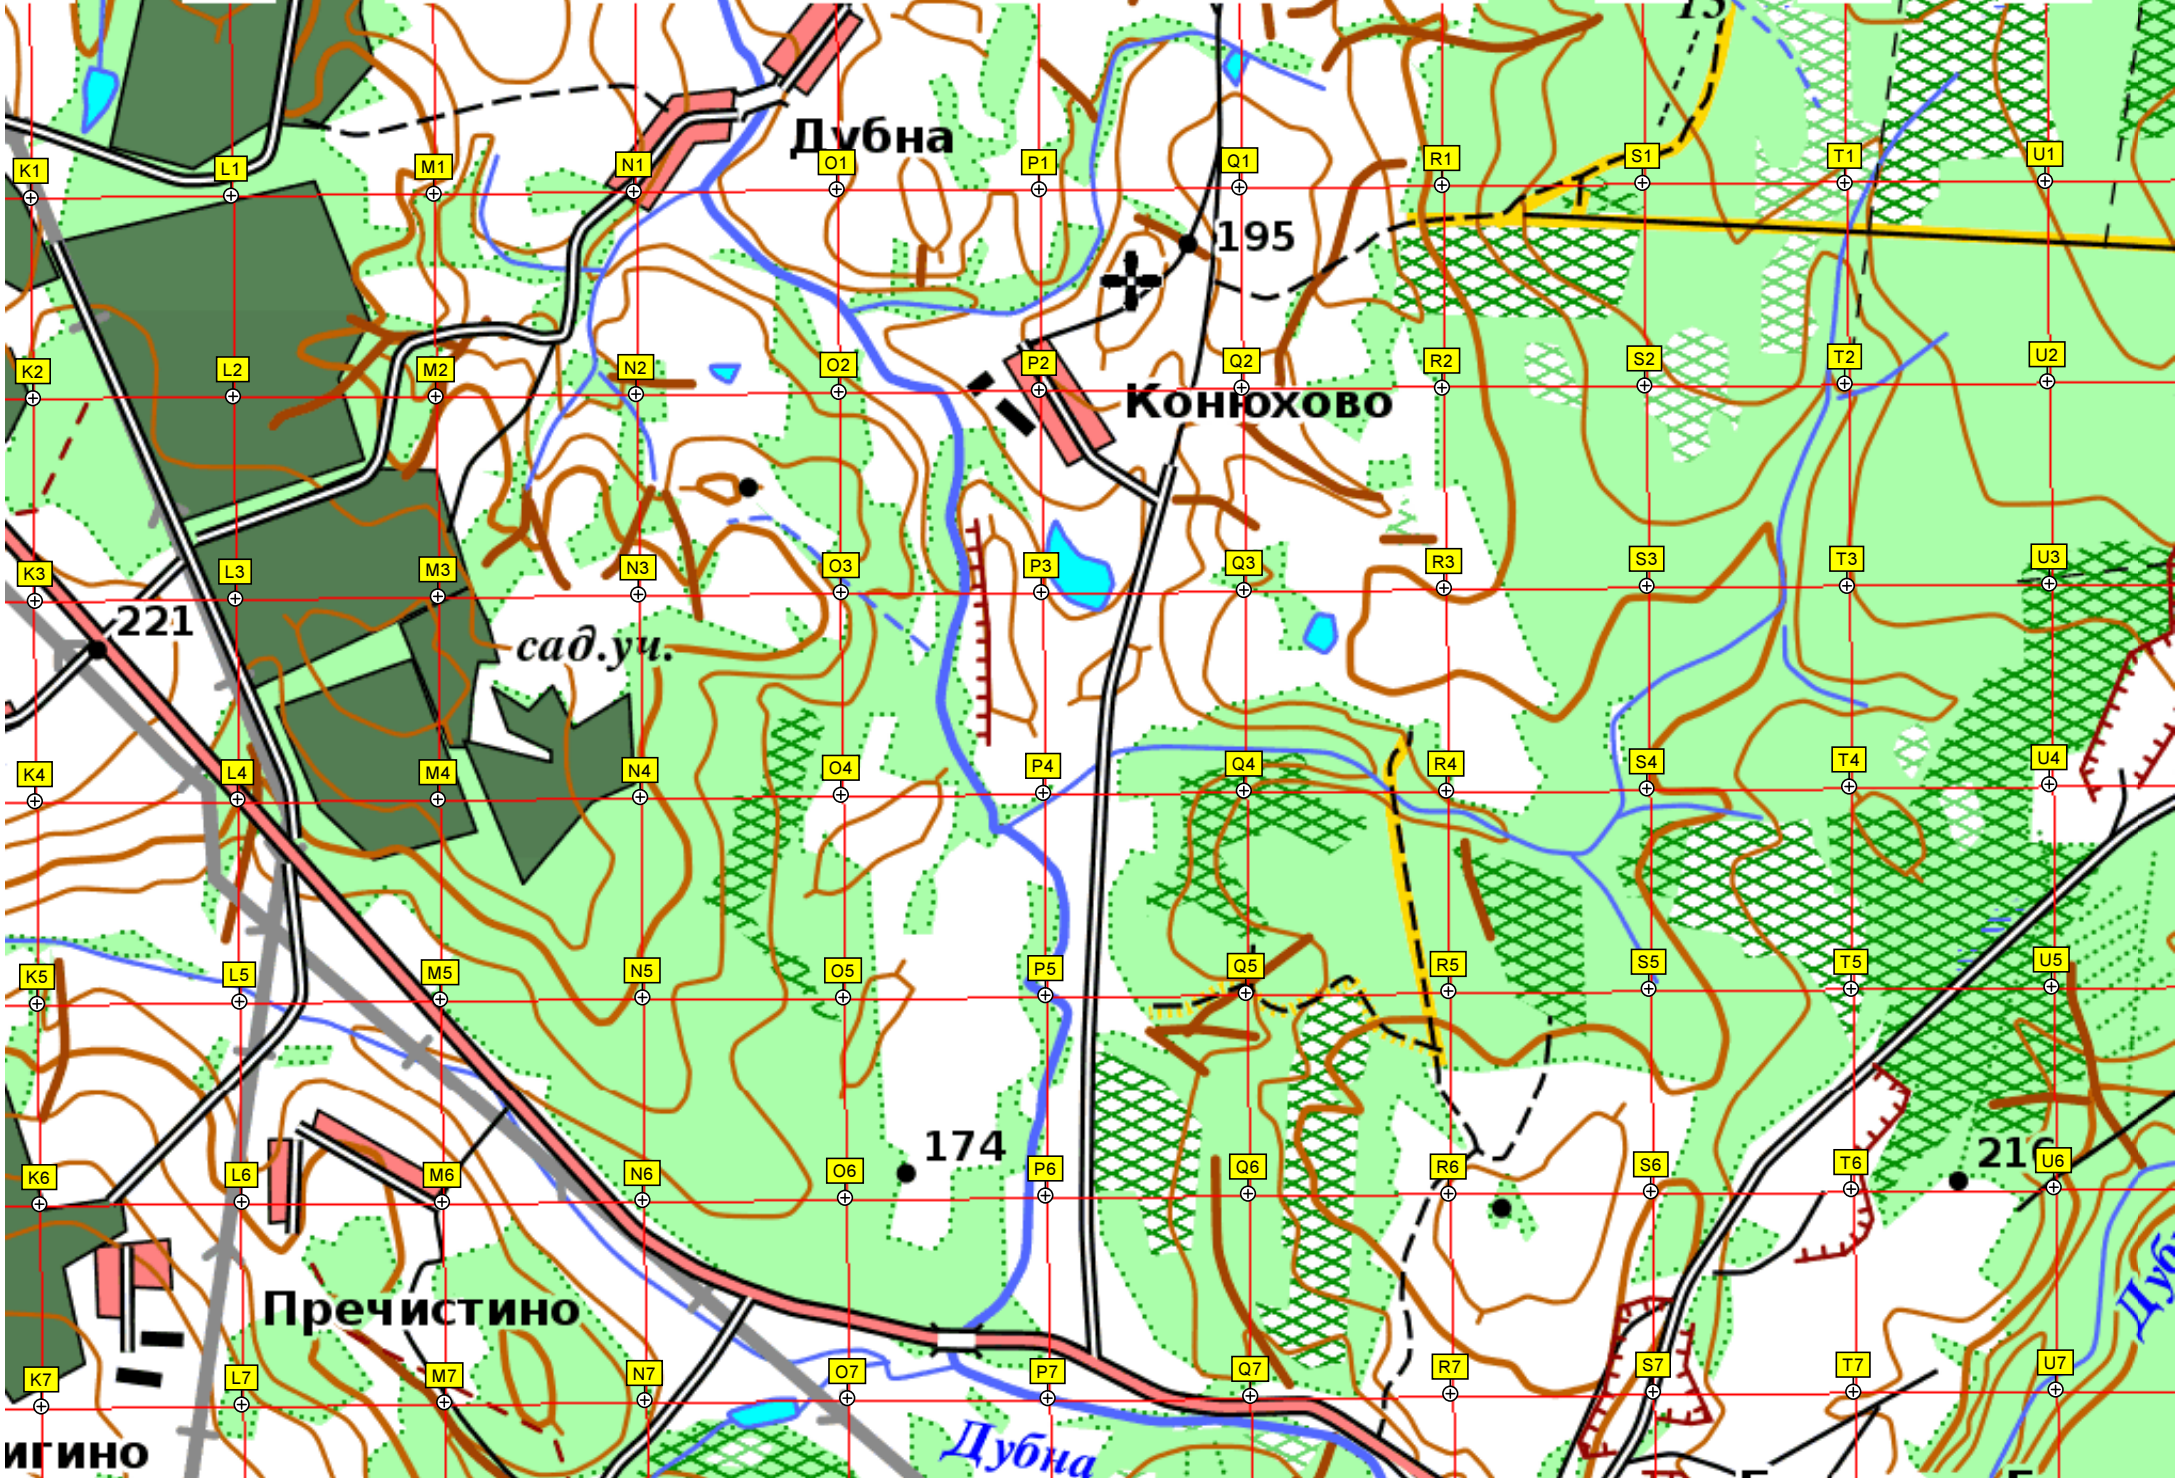 15
Дубна
K1 L1 M1 N1 O1 P1 Q1 R1 S1 T1 U1
195
K2 L2 M2 N2 O2 P2 Q2 R2 S2 T2 U2
Конюхово
K3 L3 M3 N3 O3 P3 Q3 R3 S3 T3 U3
221
сад.уч.
K4 L4 M4 N4 O4 P4 Q4 R4 S4 T4 U4
K5 L5 M5 N5 O5 P5 Q5 R5 S5 T5 U5
174
216
K6 L6 M6 N6 O6 P6 Q6 R6 S6 T6 U6
Пречистино
Дуб
K7 L7 M7 N7 O7 P7 Q7 R7 S7 T7 U7
игино
Дубна